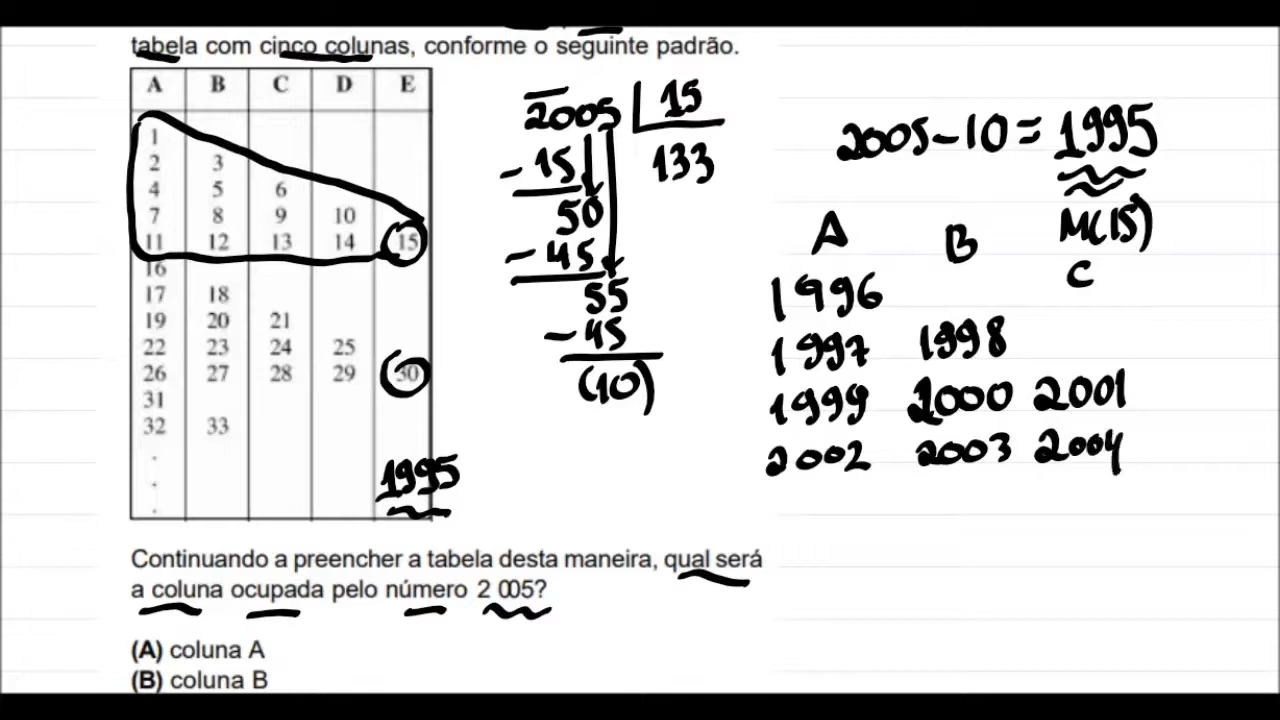 tabela com cinco colunas, conforme o seguinte padrão.
A B C D E
1
2 3
4 5 6
7 8 9 10
11 12 13 14 15
16
17 18
19 20 21
22 23 24 25
26 27 28 29 30
31
32 33
.
.
.
1995
2005 15
- 15 133
50
- 45
55
- 45
(10)
2005 - 10 = 1995
M(15)
A B C
1996
1997 1998
1999 2000 2001
2002 2003 2004
Continuando a preencher a tabela desta maneira, qual será
a coluna ocupada pelo número 2 005?
(A) coluna A
(B) coluna B